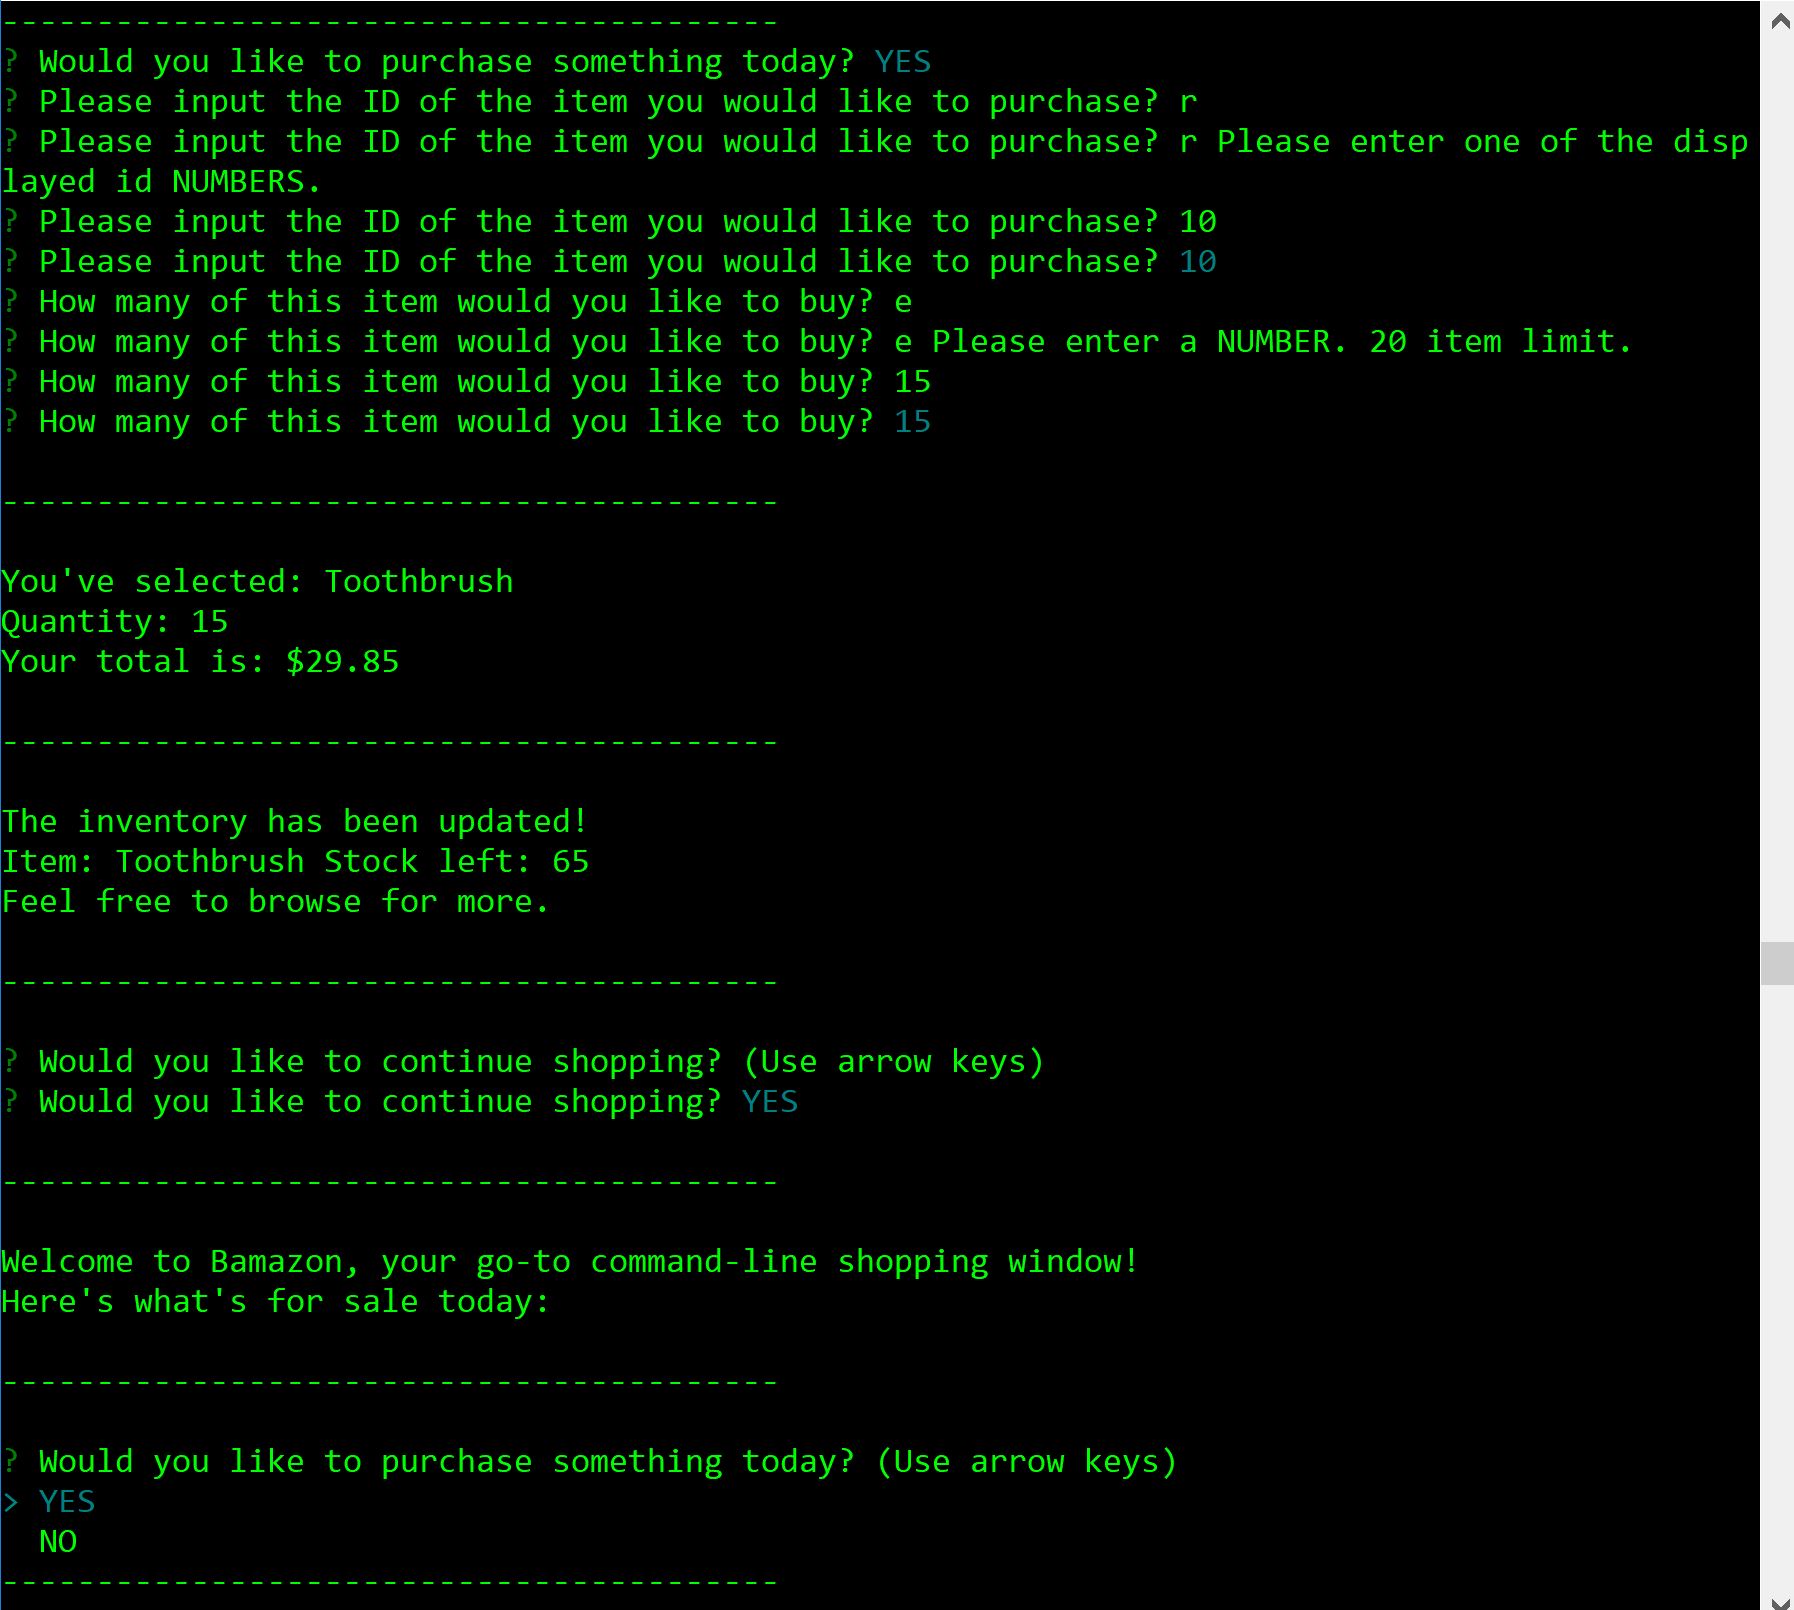 -----------------------------------------
? Would you like to purchase something today? YES
? Please input the ID of the item you would like to purchase? r
? Please input the ID of the item you would like to purchase? r Please enter one of the disp
layed id NUMBERS.
? Please input the ID of the item you would like to purchase? 10
? Please input the ID of the item you would like to purchase? 10
? How many of this item would you like to buy? e
? How many of this item would you like to buy? e Please enter a NUMBER. 20 item limit.
? How many of this item would you like to buy? 15
? How many of this item would you like to buy? 15
-----------------------------------------
You've selected: Toothbrush
Quantity: 15
Your total is: $29.85
-----------------------------------------
The inventory has been updated!
Item: Toothbrush Stock left: 65
Feel free to browse for more.
-----------------------------------------
? Would you like to continue shopping? (Use arrow keys)
? Would you like to continue shopping? YES
-----------------------------------------
Welcome to Bamazon, your go-to command-line shopping window!
Here's what's for sale today:
-----------------------------------------
? Would you like to purchase something today? (Use arrow keys)
> YES
  NO
-----------------------------------------